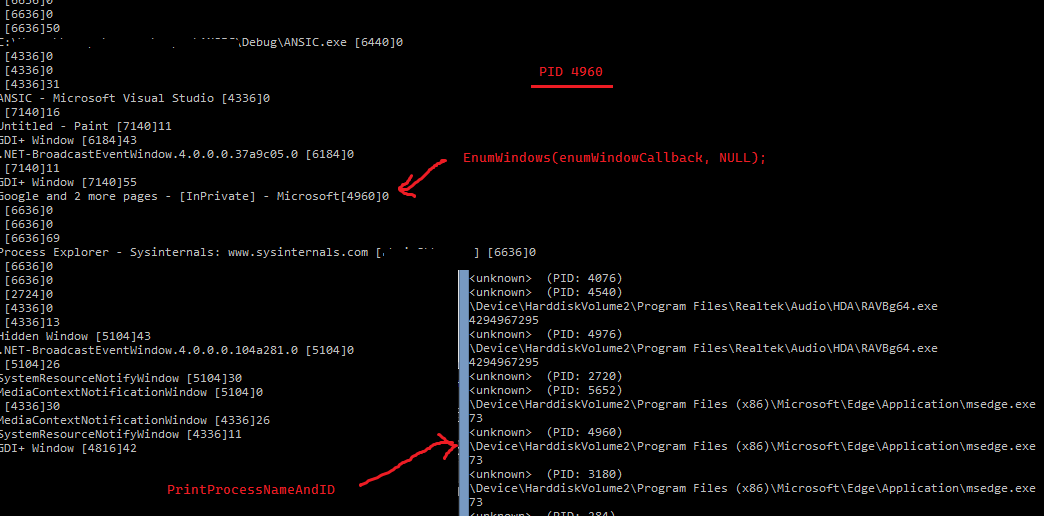 [6636]0
[6636]0
[6636]50
C:\ \Debug\ANSIC.exe [6440]0
[4336]0
[4336]0
[4336]31
ANSIC - Microsoft Visual Studio [4336]0
[7140]16
Untitled - Paint [7140]11
GDI+ Window [6184]43
.NET-BroadcastEventWindow.4.0.0.0.37a9c05.0 [6184]0
[7140]11
GDI+ Window [7140]55
Google and 2 more pages - [InPrivate] - Microsoft[4960]0
[6636]0
[6636]0
[6636]69
Process Explorer - Sysinternals: www.sysinternals.com [ ] [6636]0
[6636]0
[6636]0
[2724]0
[4336]0
[4336]13
Hidden Window [5104]43
.NET-BroadcastEventWindow.4.0.0.0.104a281.0 [5104]0
[5104]26
SystemResourceNotifyWindow [5104]30
MediaContextNotificationWindow [5104]0
[4336]30
MediaContextNotificationWindow [4336]26
SystemResourceNotifyWindow [4336]11
GDI+ Window [4816]42
PID 4960
EnumWindows(enumWindowCallback, NULL);
PrintProcessNameAndID
<unknown>  (PID: 4076)
<unknown>  (PID: 4540)
\Device\HarddiskVolume2\Program Files\Realtek\Audio\HDA\RAVBg64.exe
4294967295
<unknown>  (PID: 4976)
\Device\HarddiskVolume2\Program Files\Realtek\Audio\HDA\RAVBg64.exe
4294967295
<unknown>  (PID: 2720)
<unknown>  (PID: 5652)
\Device\HarddiskVolume2\Program Files (x86)\Microsoft\Edge\Application\msedge.exe
73
<unknown>  (PID: 4960)
\Device\HarddiskVolume2\Program Files (x86)\Microsoft\Edge\Application\msedge.exe
73
<unknown>  (PID: 3180)
\Device\HarddiskVolume2\Program Files (x86)\Microsoft\Edge\Application\msedge.exe
73
<unknown>  (PID: 284)